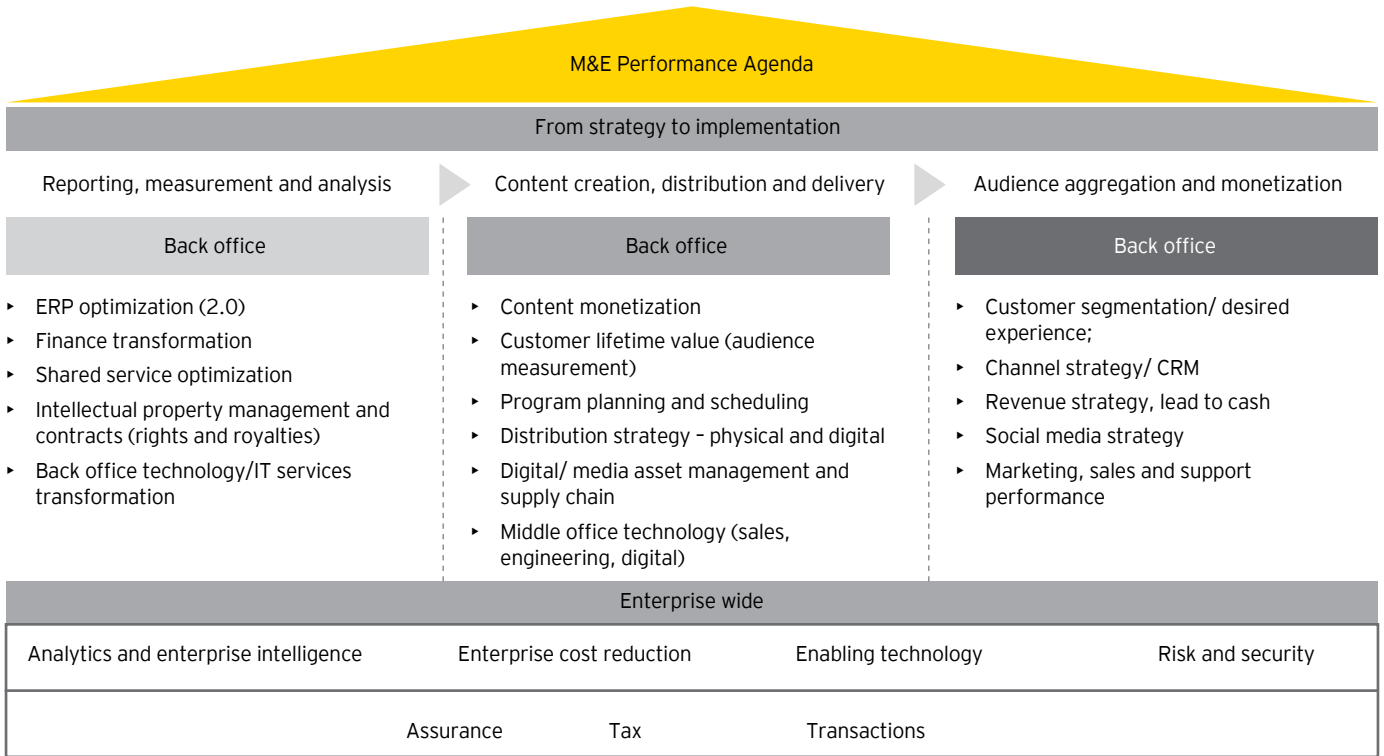 M&E Performance Agenda
From strategy to implementation
Reporting, measurement and analysis
Content creation, distribution and delivery
Audience aggregation and monetization
Back office
Back office
Back office
‣ ERP optimization (2.0)
‣ Finance transformation
‣ Shared service optimization
‣ Intellectual property management and
contracts (rights and royalties)
‣ Back office technology/IT services
transformation
‣ Content monetization
‣ Customer lifetime value (audience
measurement)
‣ Program planning and scheduling
‣ Distribution strategy – physical and digital
‣ Digital/ media asset management and
supply chain
‣ Middle office technology (sales,
engineering, digital)
‣ Customer segmentation/ desired
experience;
‣ Channel strategy/ CRM
‣ Revenue strategy, lead to cash
‣ Social media strategy
‣ Marketing, sales and support
performance
Enterprise wide
Analytics and enterprise intelligence
Enterprise cost reduction
Enabling technology
Risk and security
Assurance
Tax
Transactions